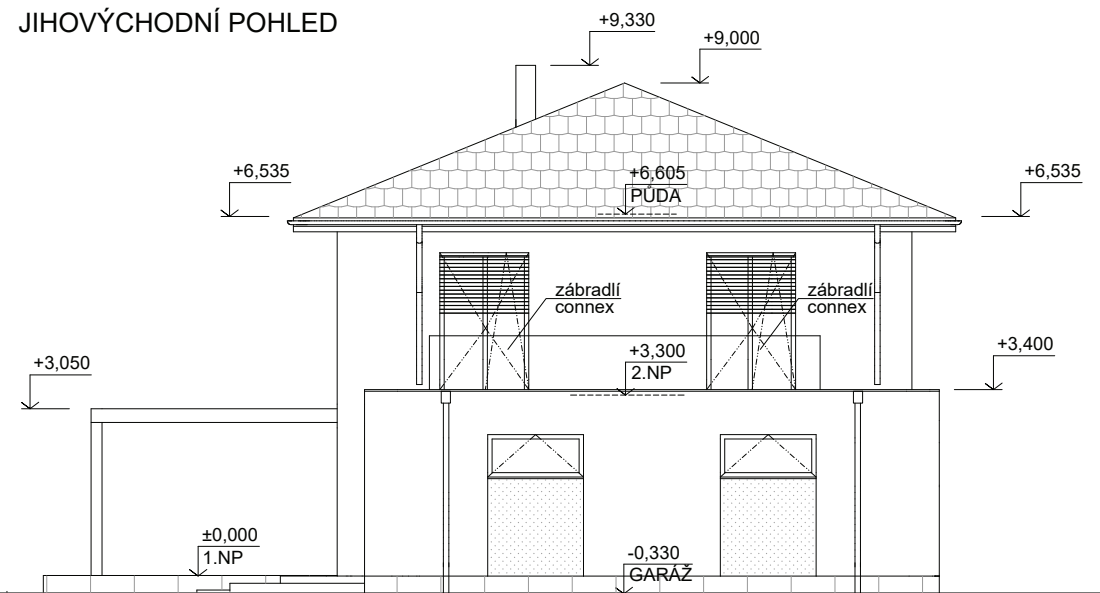 JIHOVÝCHODNÍ POHLED
+9,330
+9,000
+6,535
+6,605
PŮDA
+6,535
zábradlí
connex
zábradlí
connex
+3,050
+3,300
2.NP
+3,400
±0,000
1.NP
-0,330
GARÁŽ